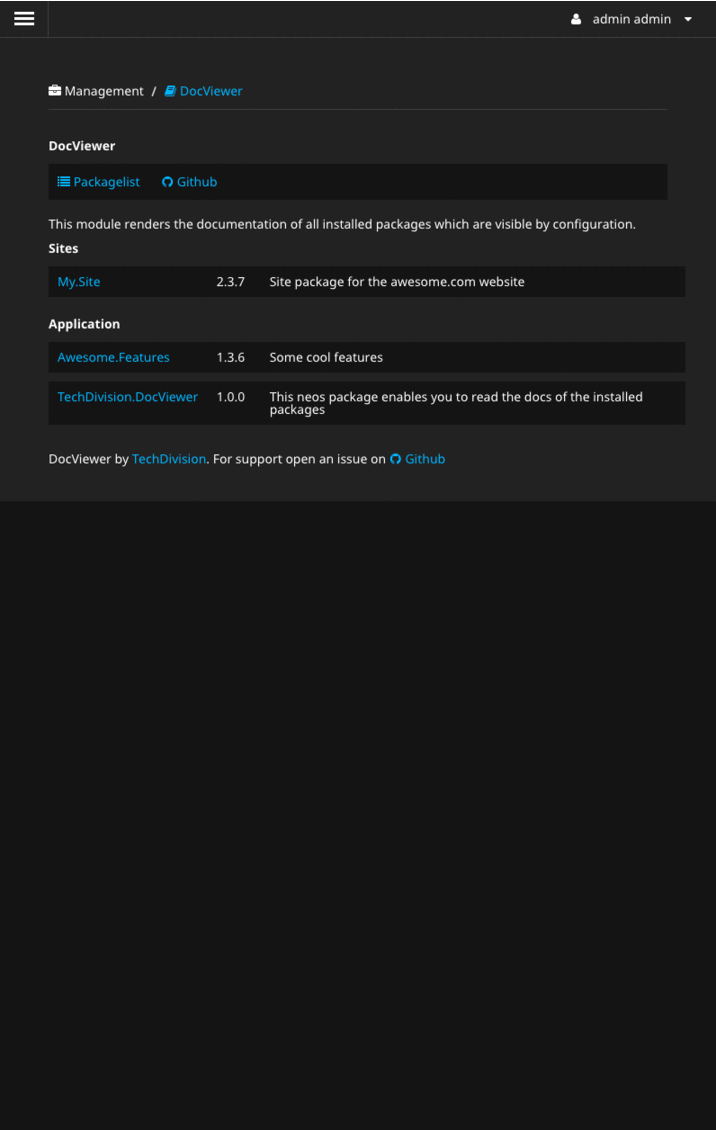 admin admin
Management / DocViewer
DocViewer
Packagelist Github
This module renders the documentation of all installed packages which are visible by configuration.
Sites
My.Site 2.3.7 Site package for the awesome.com website
Application
Awesome.Features 1.3.6 Some cool features
TechDivision.DocViewer 1.0.0 This neos package enables you to read the docs of the installed
packages
DocViewer by TechDivision. For support open an issue on Github